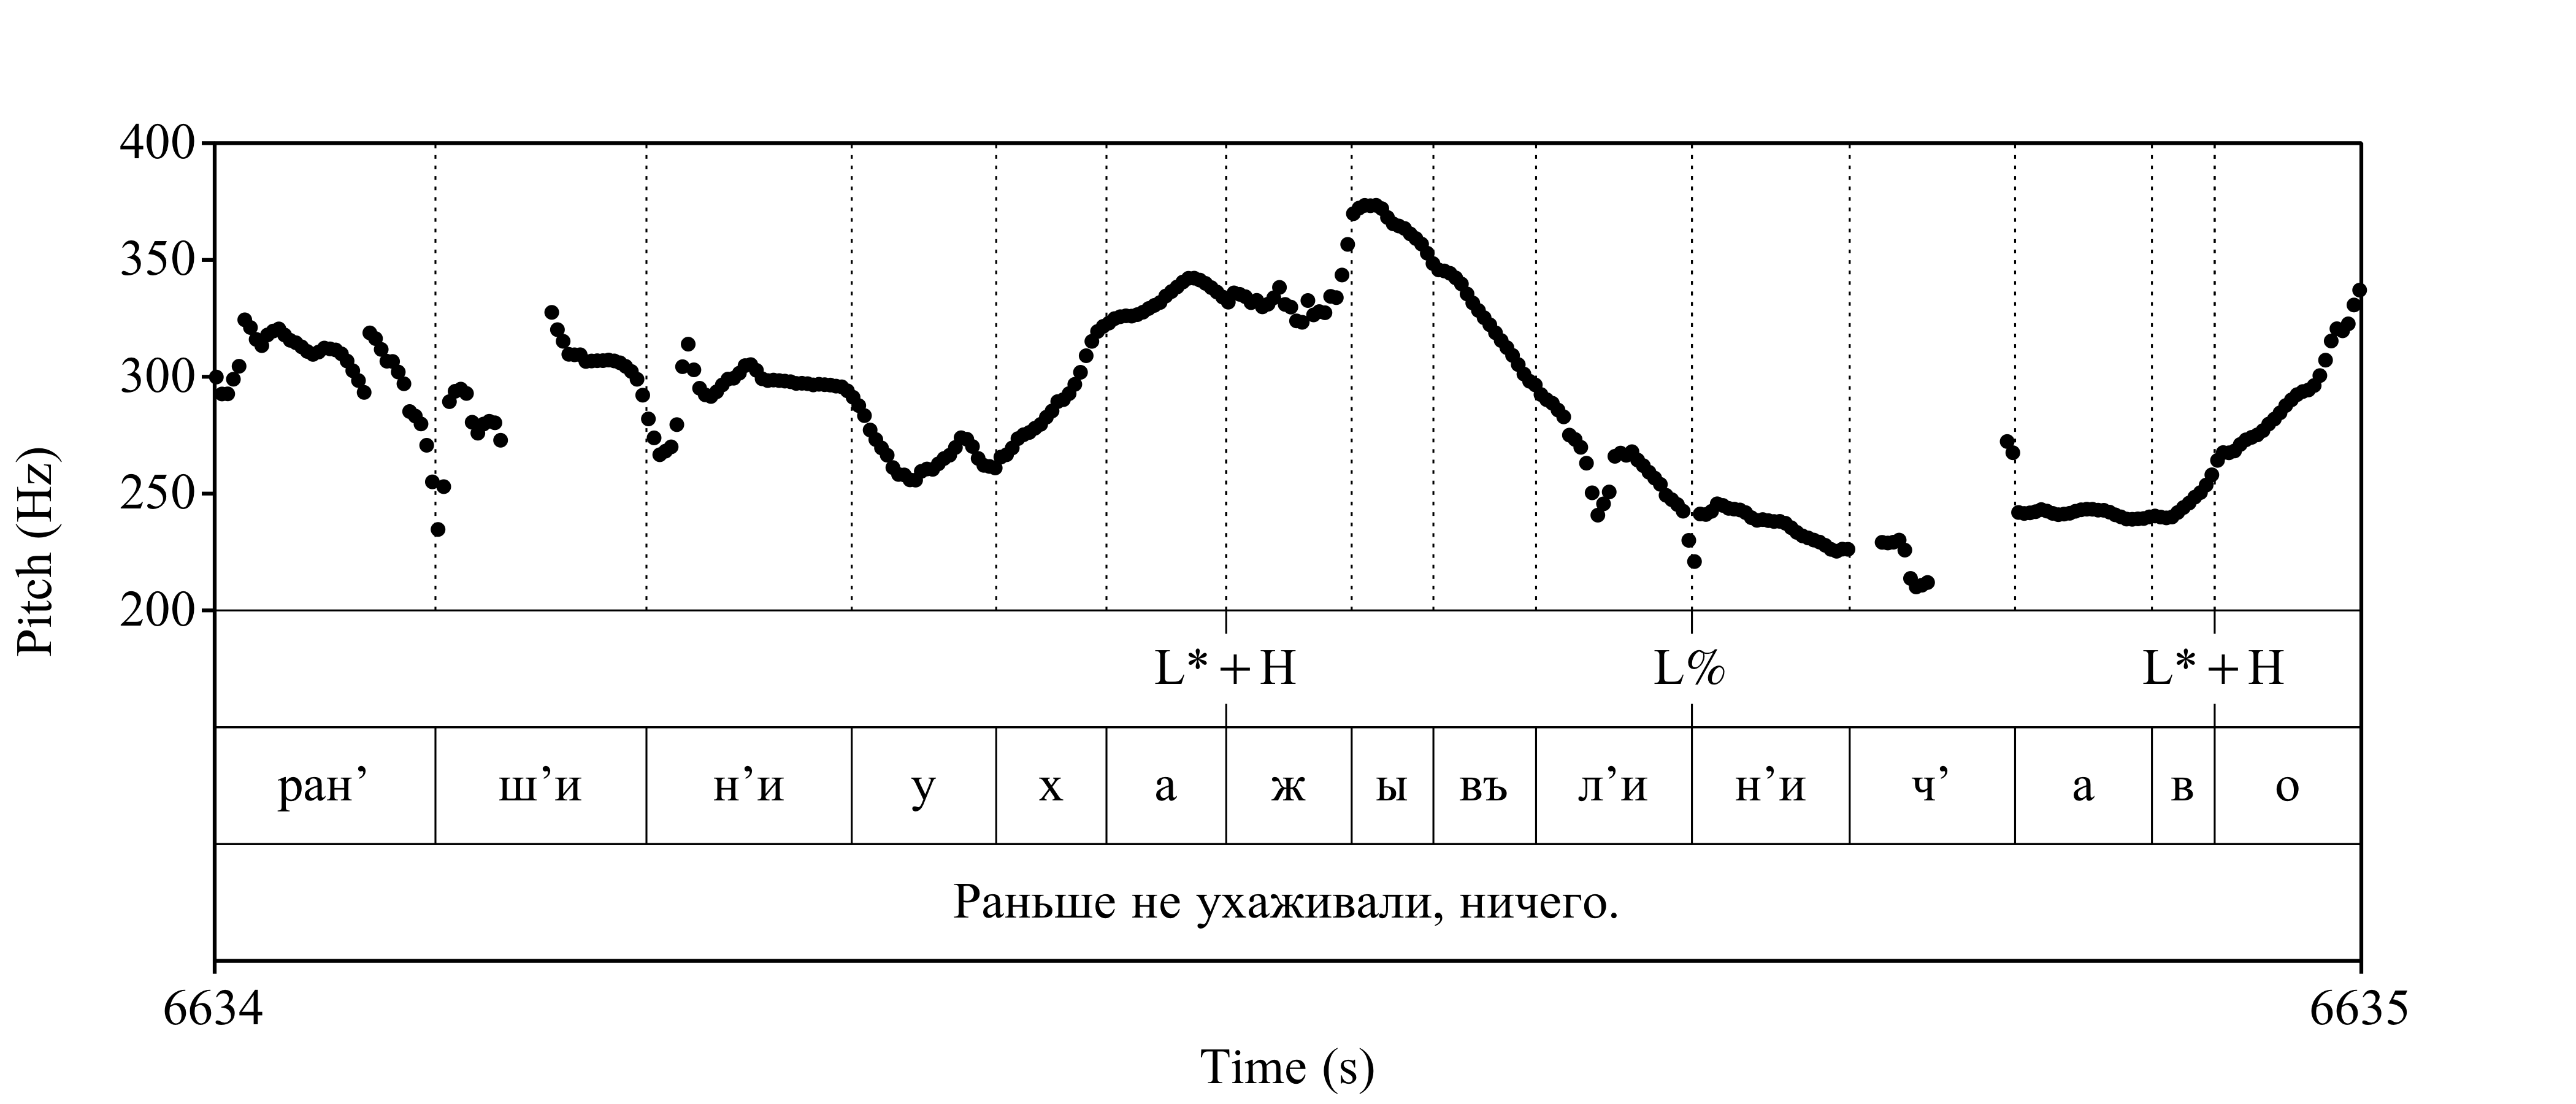 400
350
300
250
200
Pitch (Hz)
L*+H L% L*+H
ран’ ш’и н’и у х а ж ы въ л’и н’и ч’ а в о
Раньше не ухаживали, ничего.
6634 6635
Time (s)